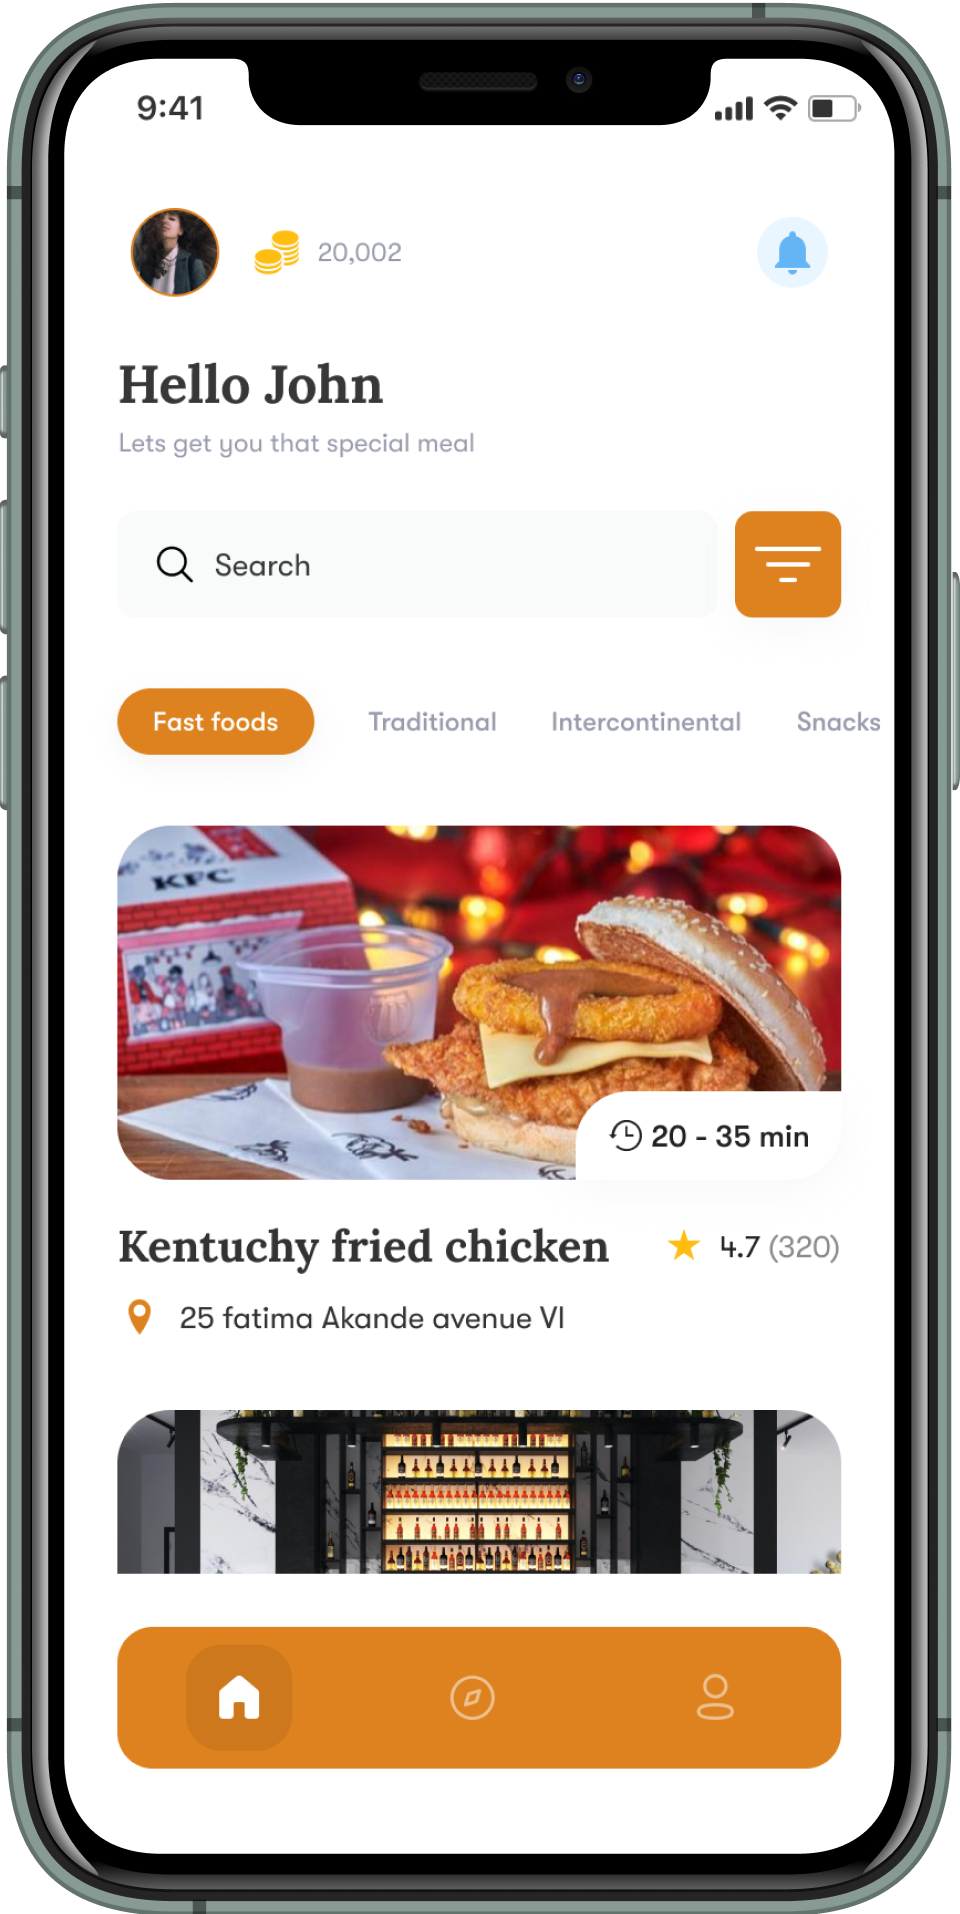 9:41
20,002
Hello John
Lets get you that special meal
Search
Fast foods Traditional Intercontinental Snacks
KFC
20 - 35 min
Kentuchy fried chicken 4.7 (320)
25 fatima Akande avenue VI